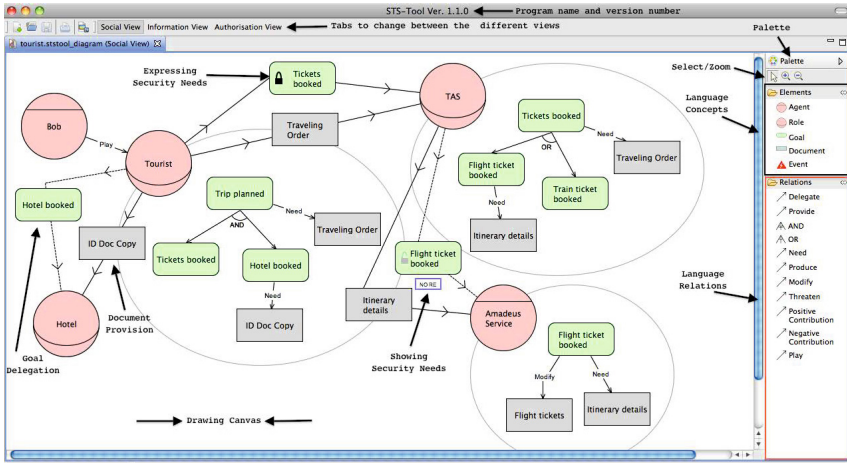 STS-Tool Ver. 1.1.0
Program name and version number
Social View
Information View
Authorisation View
Tabs to change between the different views
Palette
tourist.ststool_diagram (Social View)
Palette
Select/Zoom
Language
Concepts
Elements
Agent
Role
Goal
Document
Event
Relations
Delegate
Provide
AND
OR
Need
Produce
Modify
Threaten
Positive
Contribution
Negative
Contribution
Play
Language
Relations
Expressing
Security Needs
Tickets
booked
TAS
Bob
Play
Tourist
Traveling
Order
Tickets booked
OR
Need
Traveling Order
Flight ticket
booked
Train ticket
booked
Need
Itinerary details
Hotel booked
Trip planned
AND
Need
Traveling Order
ID Doc Copy
Tickets booked
Hotel booked
Need
ID Doc Copy
Flight ticket
booked
NO RE
Itinerary
details
Amadeus
Service
Hotel
Document
Provision
Goal
Delegation
Showing
Security Needs
Flight ticket
booked
Modify
Need
Flight tickets
Itinerary details
Drawing Canvas